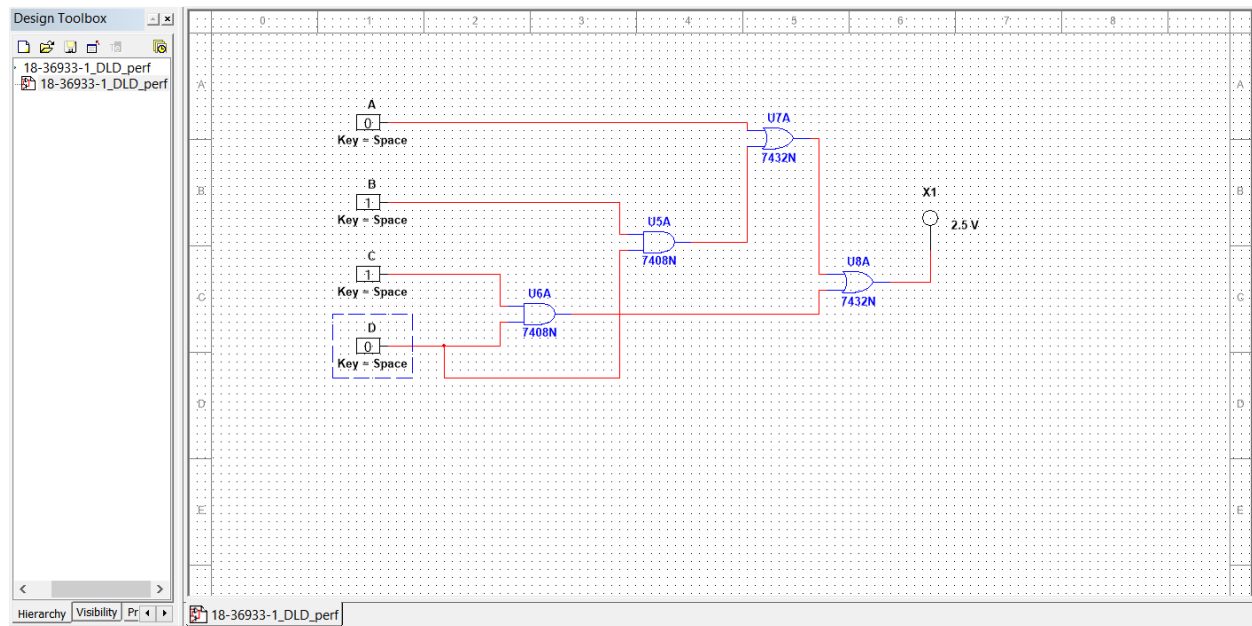 Design Toolbox
18-36933-1_DLD_perf
18-36933-1_DLD_perf
Hierarchy Visibility Pr
0 1 2 3 4 5 6 7 8
A A
B B
C C
D D
E E
A
0
Key = Space
B
1
Key = Space
C
1
Key = Space
D
0
Key = Space
U6A
7408N
U5A
7408N
U7A
7432N
U8A
7432N
X1
2.5 V
18-36933-1_DLD_perf